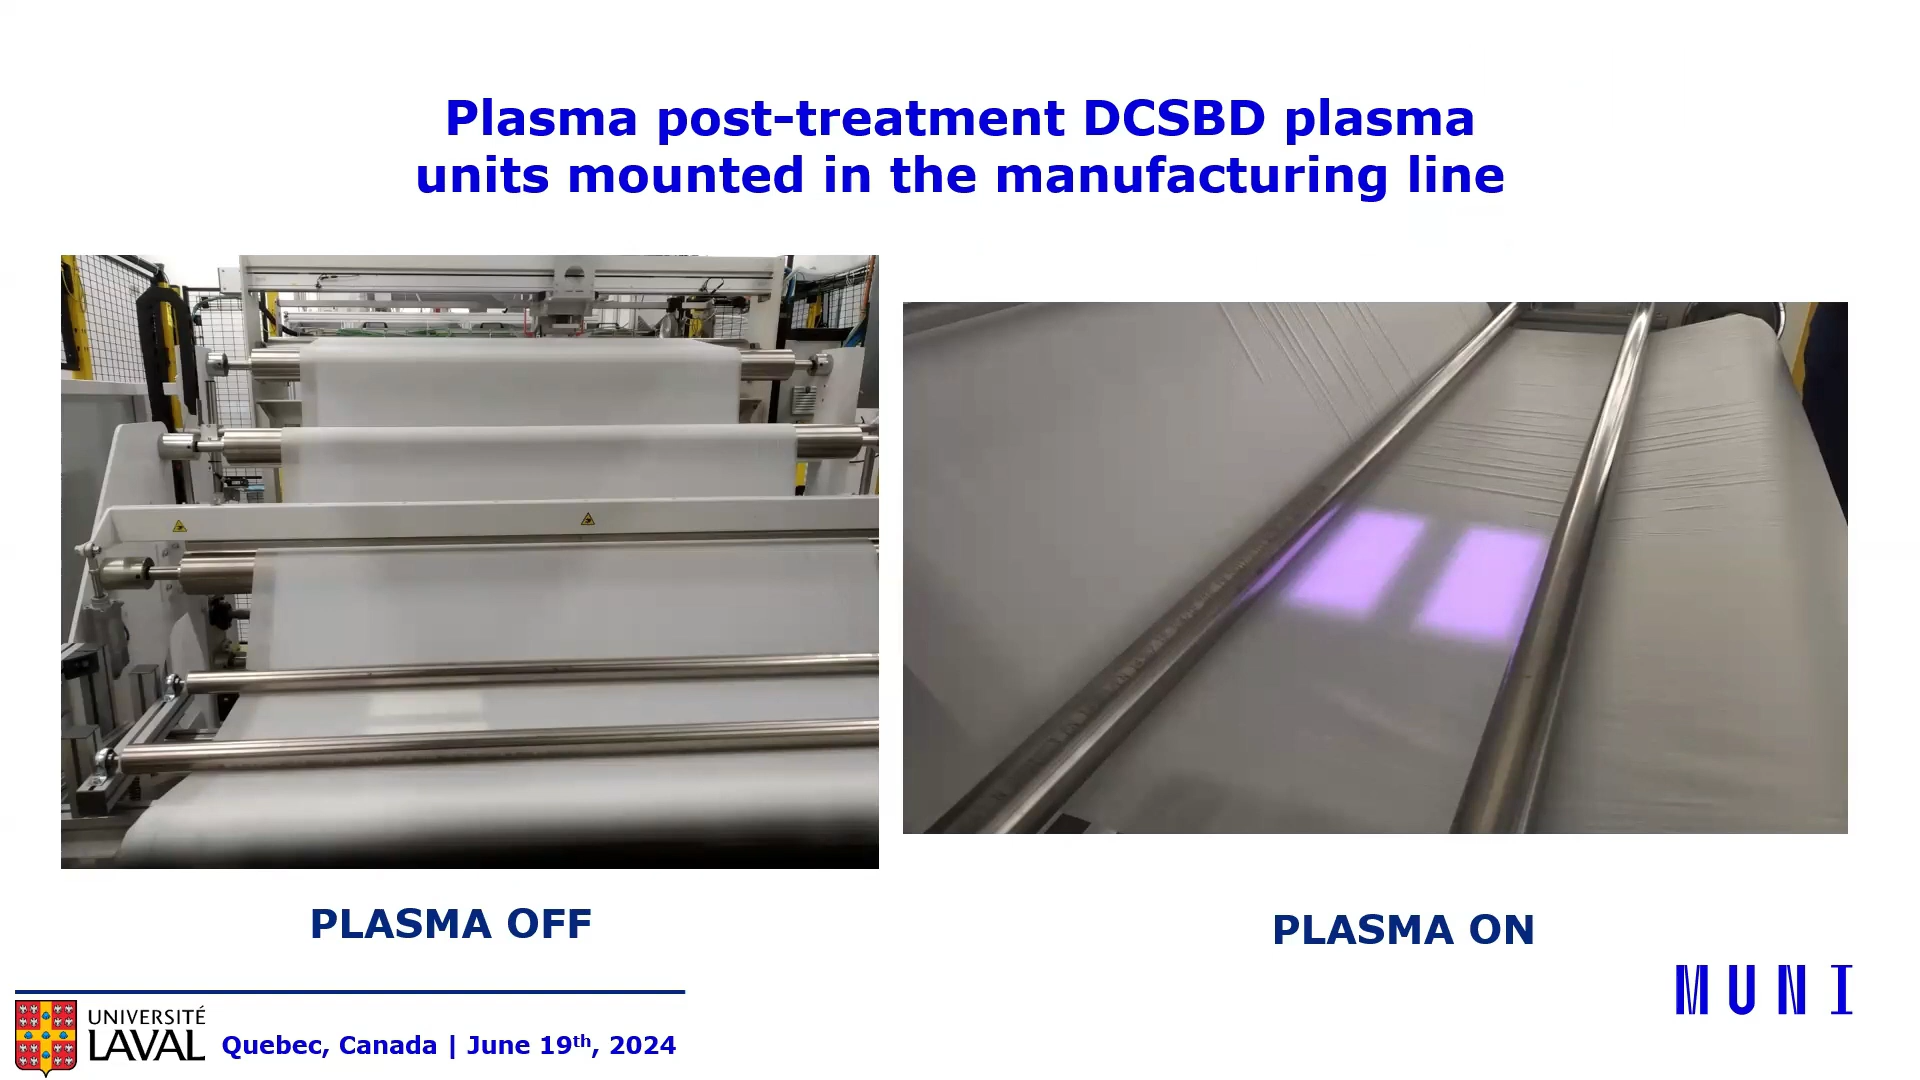 Plasma post-treatment DCSBD plasma
units mounted in the manufacturing line
PLASMA OFF
PLASMA ON
MUNI
UNIVERSITÉ
LAVAL
Quebec, Canada | June 19th, 2024